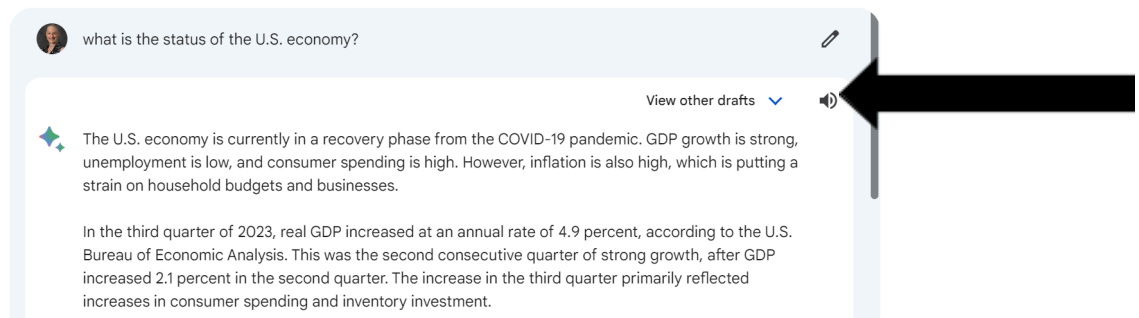 what is the status of the U.S. economy?
View other drafts
The U.S. economy is currently in a recovery phase from the COVID-19 pandemic. GDP growth is strong,
unemployment is low, and consumer spending is high. However, inflation is also high, which is putting a
strain on household budgets and businesses.
In the third quarter of 2023, real GDP increased at an annual rate of 4.9 percent, according to the U.S.
Bureau of Economic Analysis. This was the second consecutive quarter of strong growth, after GDP
increased 2.1 percent in the second quarter. The increase in the third quarter primarily reflected
increases in consumer spending and inventory investment.